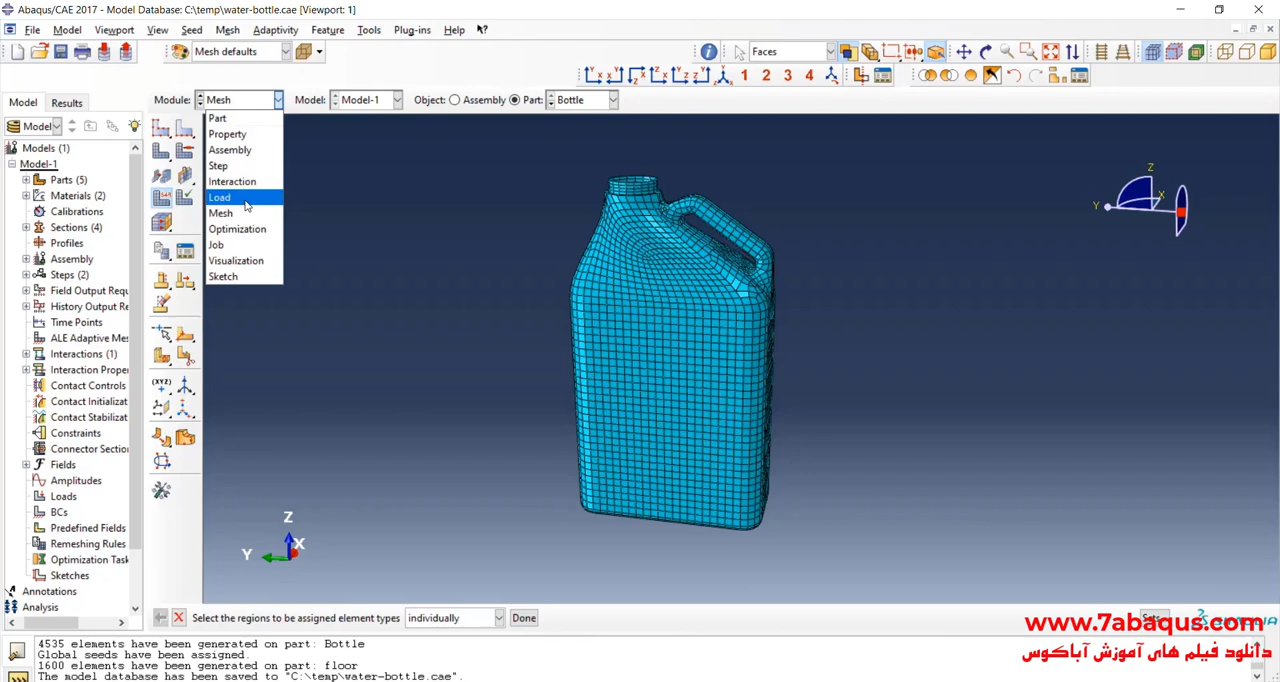 Abaqus/CAE 2017 - Model Database: C:\temp\water-bottle.cae [Viewport: 1]
File Model Viewport View Seed Mesh Adaptivity Feature Tools Plug-ins Help
Mesh defaults Faces
1 2 3 4
Model Results Module: Mesh Model: Model-1 Object: Assembly Part: Bottle
Model
Part
Property
Assembly
Step
Interaction
Load
Mesh
Optimization
Job
Visualization
Sketch
Models (1)
Model-1
Parts (5)
Materials (2)
Calibrations
Sections (4)
Profiles
Assembly
Steps (2)
Field Output Requ
History Output Re
Time Points
ALE Adaptive Mes
Interactions (1)
Interaction Prope
Contact Controls
Contact Initializat
Contact Stabilizat
Constraints
Connector Section
Fields
Amplitudes
Loads
BCs
Predefined Fields
Remeshing Rules
Optimization Task
Sketches
Annotations
Analysis
(XYZ)
Z
Y X
Z
Y X
Select the regions to be assigned element types individually Done
4535 elements have been generated on part: Bottle
Global seeds have been assigned.
1600 elements have been generated on part: floor
The model database has been saved to "C:\temp\water-bottle.cae".
www.7abaqus.com
دانلود فیلم های آموزش آباکوس